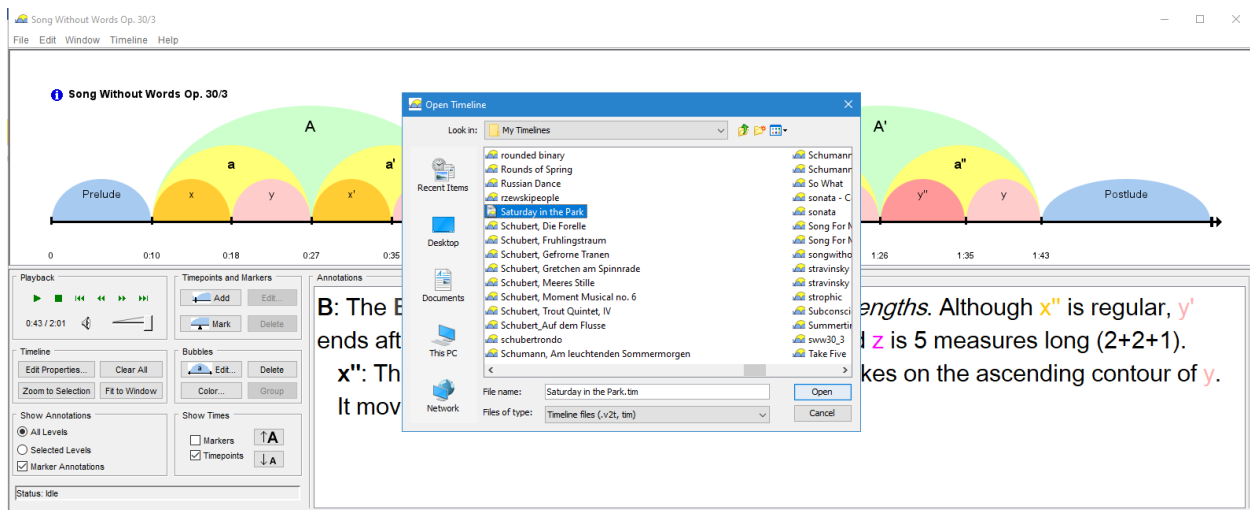 Song Without Words Op. 30/3
File Edit Window Timeline Help
Song Without Words Op. 30/3
A
A'
a
a'
a"
Prelude
x
y
x'
y"
y
Postlude
0
0:10
0:18
0:27
0:35
1:26
1:35
1:43
Open Timeline
Look in: My Timelines
Recent Items
Desktop
Documents
This PC
Network
rounded binary
Rounds of Spring
Russian Dance
rzewskipeople
Saturday in the Park
Schubert, Die Forelle
Schubert, Fruhlingstraum
Schubert, Gefrorne Tranen
Schubert, Gretchen am Spinnrade
Schubert, Meeres Stille
Schubert, Moment Musical no. 6
Schubert, Trout Quintet, IV
Schubert_Auf dem Flusse
schubertrondo
Schumann, Am leuchtenden Sommermorgen
Schumann
Schumann
So What
sonata - C
sonata
Song For
Song For
songwitho
stravinsky
stravinsky
strophic
Subconsci
Summerti
sww30_3
Take Five
File name: Saturday in the Park.tim
Open
Files of type: Timeline files (.v2t, tim)
Cancel
Playback
0:43 / 2:01
Timepoints and Markers
Add Edit...
Mark Delete
Timeline
Edit Properties... Clear All
Zoom to Selection Fit to Window
Bubbles
a Edit... Delete
Color... Group
Show Annotations
All Levels
Selected Levels
Marker Annotations
Show Times
Markers
Timepoints
↑A
↓A
Status: Idle
Annotations
B: The engths. Although x" is regular, y'
ends aft z is 5 measures long (2+2+1).
x": Th kes on the ascending contour of y.
It mov